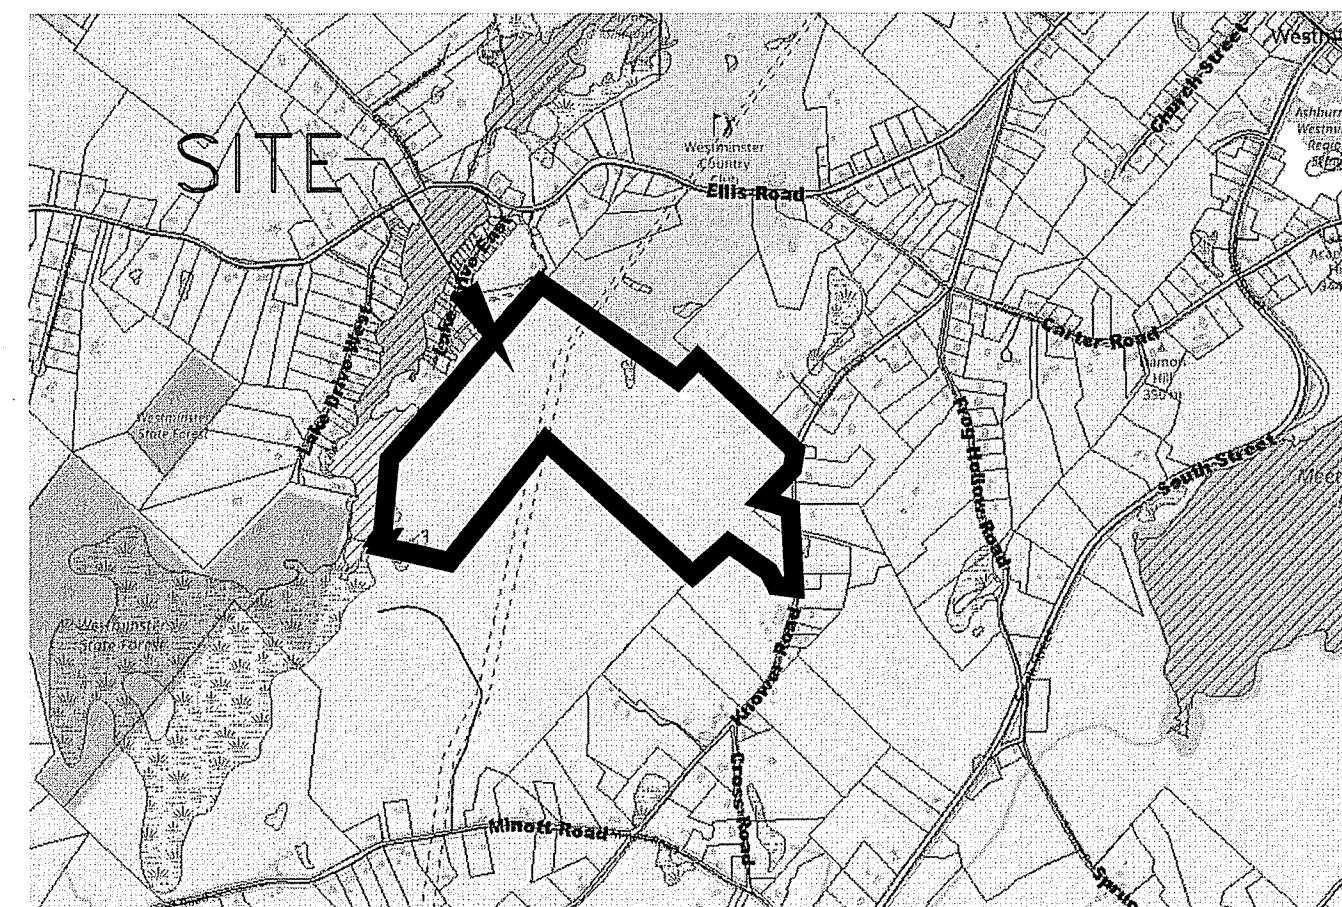 SITE
Westminster
Country
Club
Ellis Road
Church Street
Lake Drive East
Lake Drive West
Carter Road
Hill
Westminster
State Forest
Frog Hollow Road
South Street
Westminster
State Forest
Knower Road
Cross Road
Minott Road